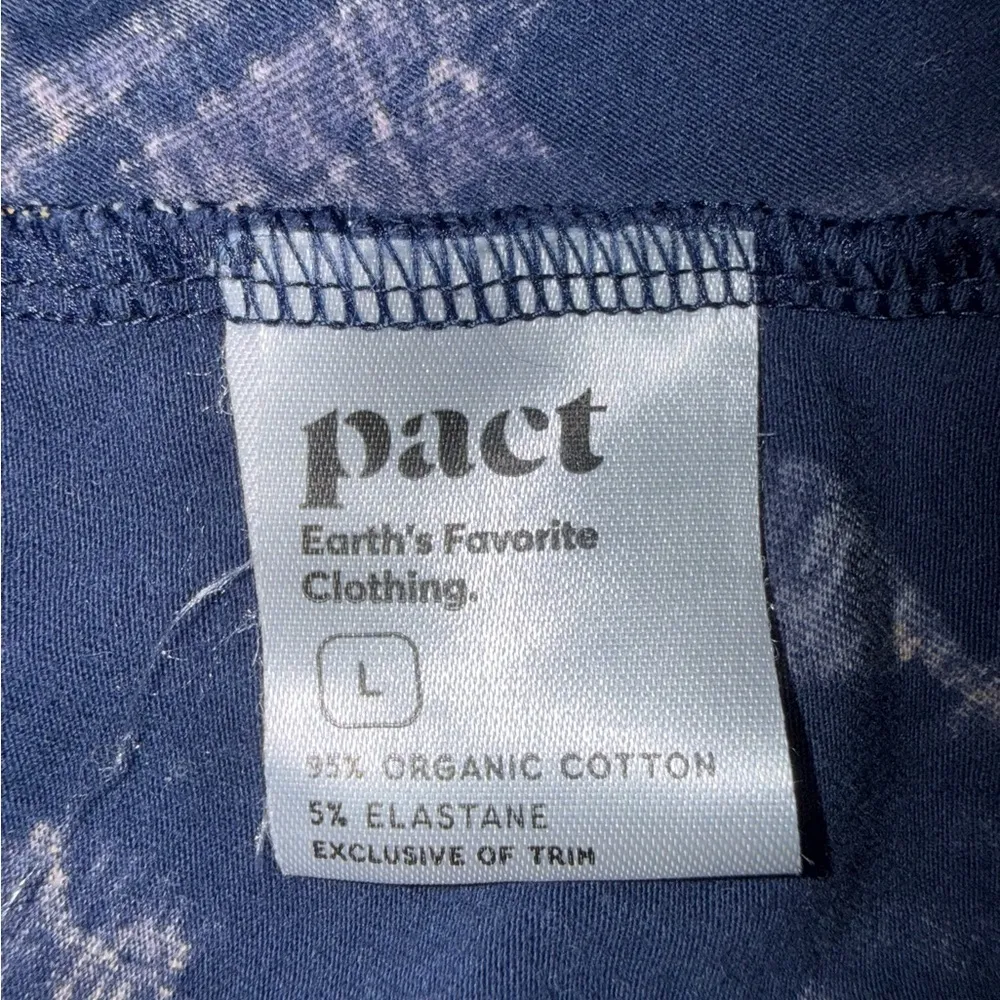 pact
Earth's Favorite
Clothing.
L
95% ORGANIC COTTON
5% ELASTANE
EXCLUSIVE OF TRIM